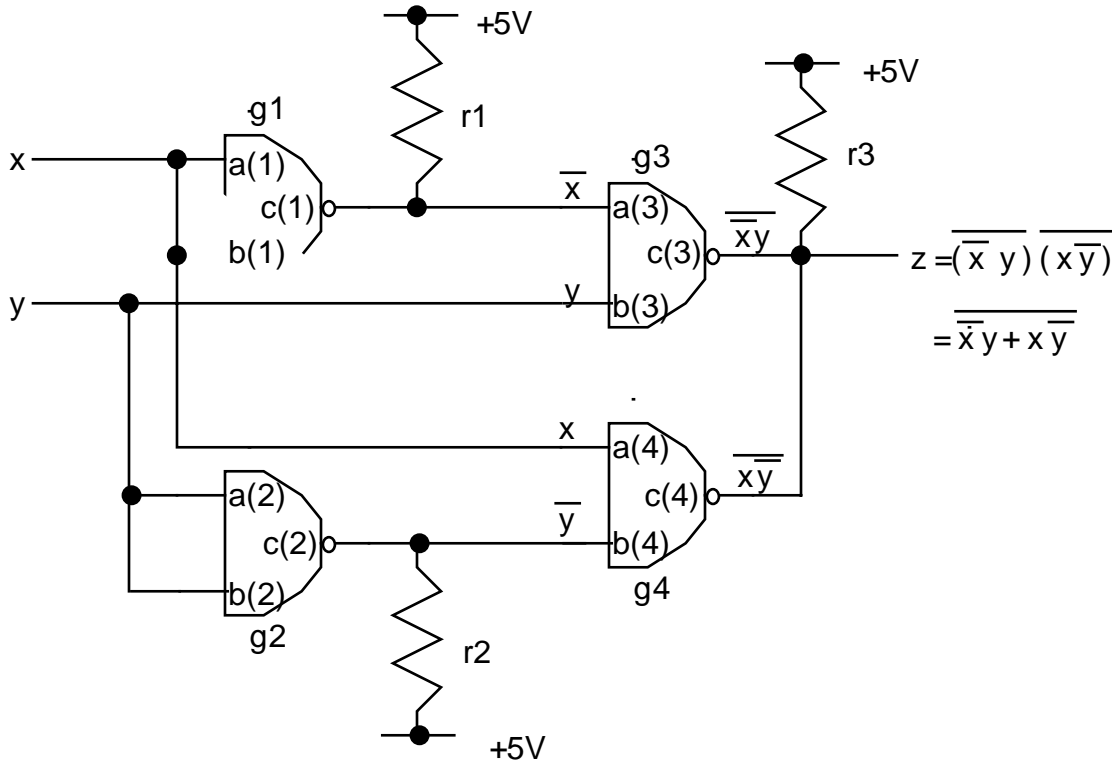 +5V
r1
g1
x
a(1)
c(1)
b(1)
+5V
r3
g3
x̅
a(3)
c(3)
x̅̅y̅
z = (x̅ y)̅ (x y̅)̅
y
y
b(3)
= x̅̅ y + x y̅̅
x
a(4)
c(4)
x̅y̅̅
a(2)
c(2)
b(2)
g2
y̅
b(4)
g4
r2
+5V